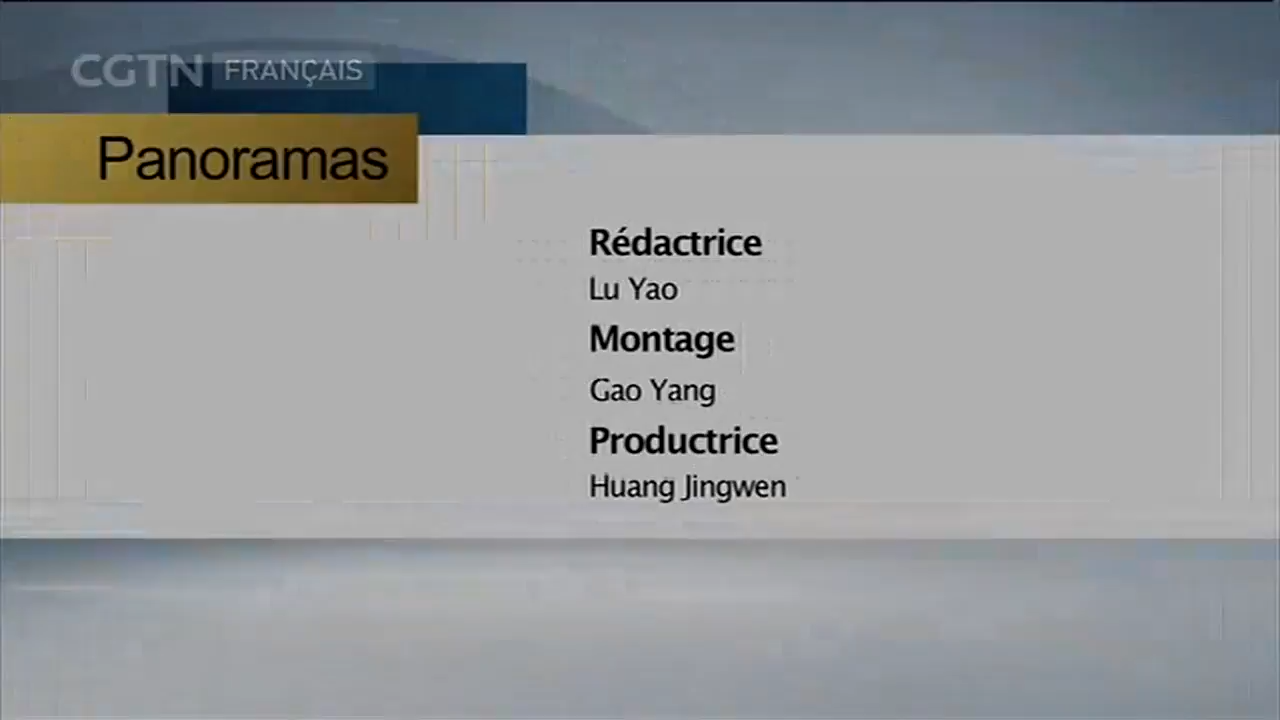 CGTN FRANÇAIS
Panoramas
Rédactrice
Lu Yao
Montage
Gao Yang
Productrice
Huang Jingwen